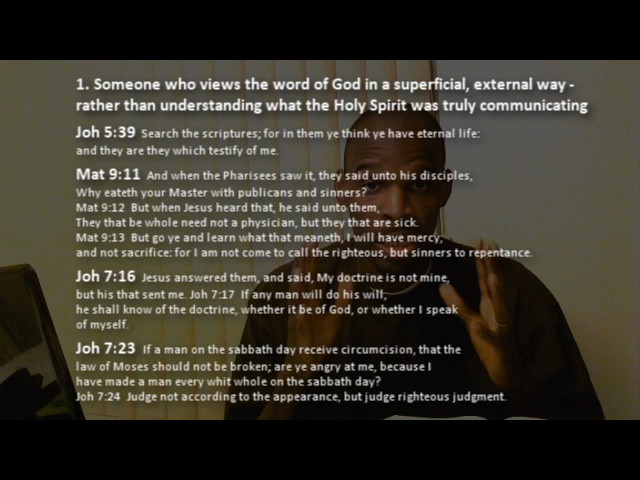 1. Someone who views the word of God in a superficial, external way -
rather than understanding what the Holy Spirit was truly communicating
Joh 5:39 Search the scriptures; for in them ye think ye have eternal life:
and they are they which testify of me.
Mat 9:11 And when the Pharisees saw it, they said unto his disciples,
Why eateth your Master with publicans and sinners?
Mat 9:12 But when Jesus heard that, he said unto them,
They that be whole need not a physician, but they that are sick.
Mat 9:13 But go ye and learn what that meaneth, I will have mercy,
and not sacrifice: for I am not come to call the righteous, but sinners to repentance.
Joh 7:16 Jesus answered them, and said, My doctrine is not mine,
but his that sent me. Joh 7:17 If any man will do his will,
he shall know of the doctrine, whether it be of God, or whether I speak
of myself.
Joh 7:23 If a man on the sabbath day receive circumcision, that the
law of Moses should not be broken; are ye angry at me, because I
have made a man every whit whole on the sabbath day?
Joh 7:24 Judge not according to the appearance, but judge righteous judgment.